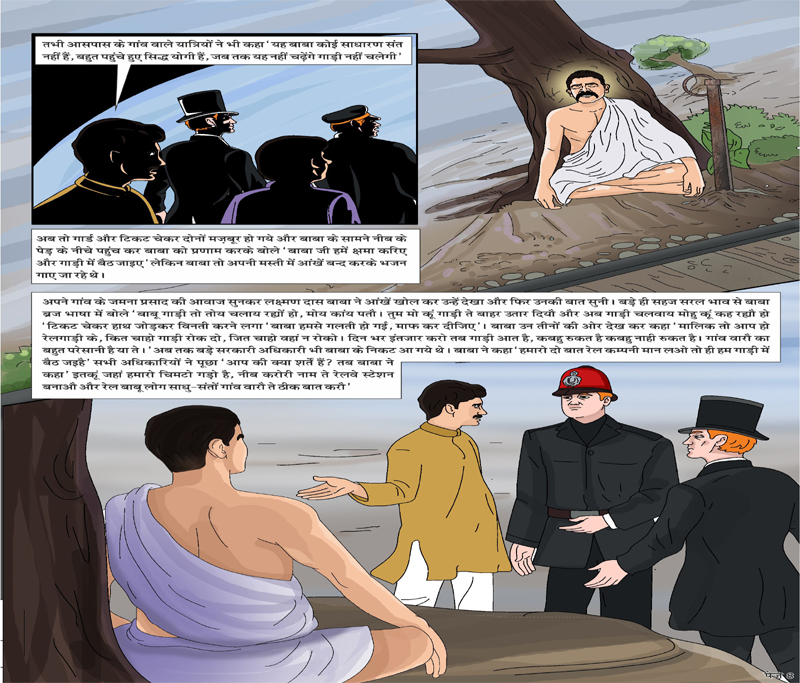 तभी आसपास के गांव वाले यात्रियों ने भी कहा ‘यह बाबा कोई साधारण संत
नहीं हैं, बहुत पहुंचे हुए सिद्ध योगी हैं, जब तक यह नहीं चढ़ेंगे गाड़ी नहीं चलेगी’
अब तो गार्ड और टिकट चेकर दोनों मज़बूर हो गये और बाबा के सामने नीब के
पेड़ के नीचे पहुंच कर बाबा को प्रणाम करके बोले ‘बाबा जी हमें क्षमा करिए
और गाड़ी में बैठ जाइए’ लेकिन बाबा तो अपनी मस्ती में आंखें बन्द करके भजन
गाए जा रहे थे।
अपने गांव के जमना प्रसाद की आवाज सुनकर लक्ष्मण दास बाबा ने आंखें खोल कर उन्हें देखा और फिर उनकी बात सुनी। बड़े ही सहज सरल भाव से बाबा
ब्रज भाषा में बोले ‘बाबू गाड़ी तो तोय चलाय रह्यौ हो, मोय कांय पतौ। तुम मो कूं गाड़ी ते बाहर उतार दियौ और अब गाड़ी चलवाय मोहु कूं कह रह्यौ हो
‘टिकट चेकर हाथ जोड़कर विनती करने लगा ‘बाबा हमसे गलती हो गई, माफ कर दीजिए’। बाबा उन तीनों की ओर देख कर कहा ‘मालिक तो आप हो
रेलगाड़ी के, कित चाहो गाड़ी रोक दो, जित चाहो वहां न रोको। दिन भर इंतजार करो तब गाड़ी आत है, कबहु रुकत है कबहु नाही रुकत है। गांव वारौं का
बहुत परेसानी है या ते।’ अब तक बड़े सरकारी अधिकारी भी बाबा के निकट आ गये थे। बाबा ने कहा ‘हमारो दो बात रेल कम्पनी मान लओ तो ही हम गाड़ी में
बैठ जइहै’ सभी अधिकारियों ने पूछा ‘आप की क्या शर्ते हैं? तब बाबा ने
कहा ‘इतकूं जहां हमारो चिमटो गड़ो है, नीब करोरी नाम ते रेलवे स्टेशन
बनाऔ और रेल बाबू लोग साधु-संतों गांव वारौ ते ठीक बात करौ’
8